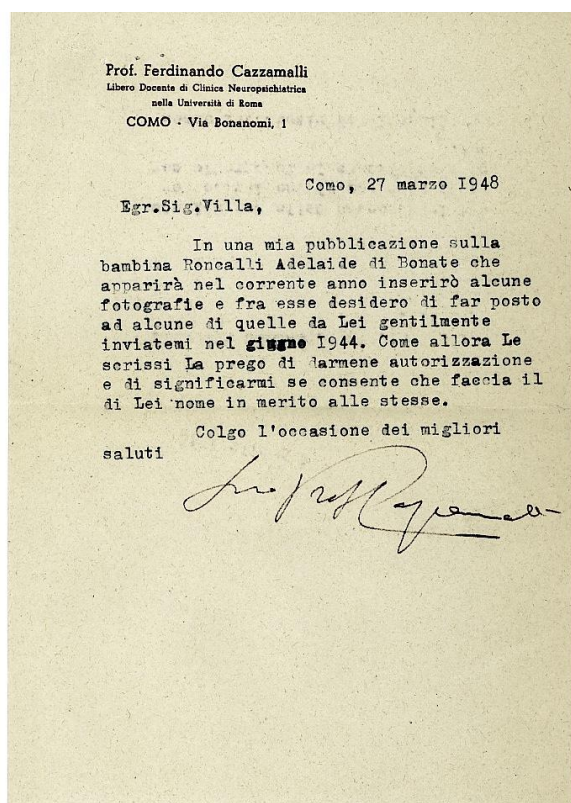 Prof. Ferdinando Cazzamalli
Libero Docente di Clinica Neuropsichiatrica
nella Università di Roma
COMO - Via Bonanomi, 1
Como, 27 marzo 1948
Egr.Sig.Villa,
In una mia pubblicazione sulla
bambina Roncalli Adelaide di Bonate che
apparirà nel corrente anno inserirò alcune
fotografie e fra esse desidero di far posto
ad alcune di quelle da Lei gentilmente
inviatemi nel giugno 1944. Come allora Le
scrissi La prego di darmene autorizzazione
e di significarmi se consente che faccia il
di Lei nome in merito alle stesse.
Colgo l'occasione dei migliori
saluti